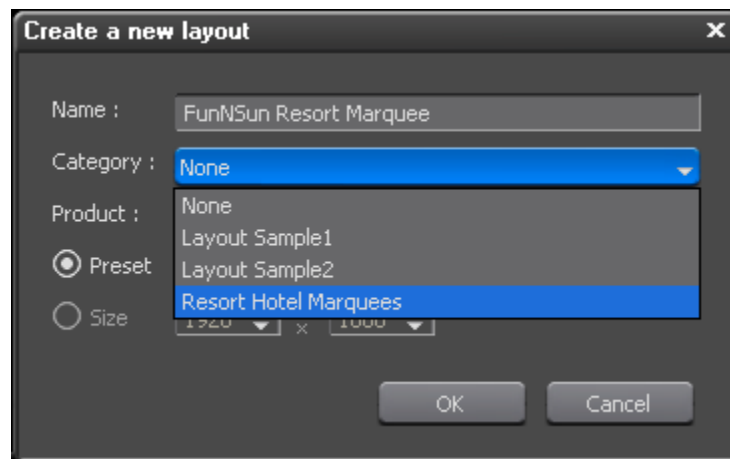 Create a new layout x
Name : FunNSun Resort Marquee
Category : None
Product : None
Layout Sample1
Preset Layout Sample2
Resort Hotel Marquees
Size x
OK Cancel